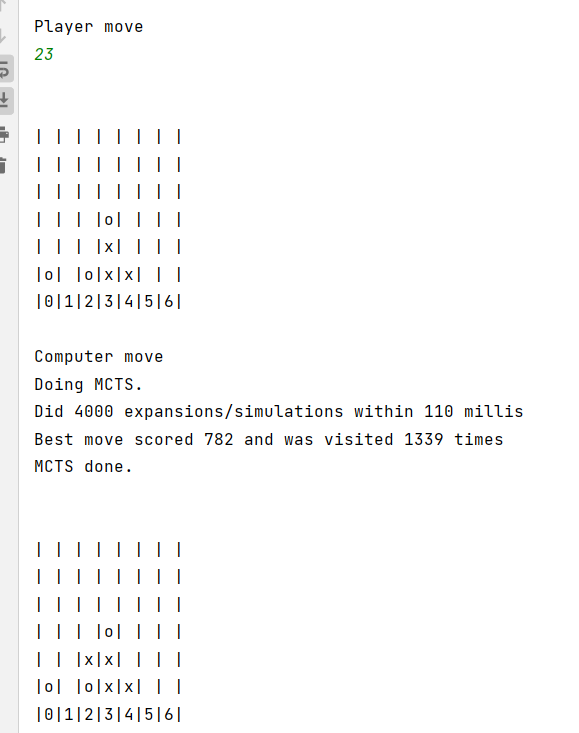 Player move
23
| | | | | | | |
| | | | | | | |
| | | | | | | |
| | | |o| | | |
| | | |x| | | |
|o| |o|x|x| | |
|0|1|2|3|4|5|6|
Computer move
Doing MCTS.
Did 4000 expansions/simulations within 110 millis
Best move scored 782 and was visited 1339 times
MCTS done.
| | | | | | | |
| | | | | | | |
| | | | | | | |
| | | |o| | | |
| | |x|x| | | |
|o| |o|x|x| | |
|0|1|2|3|4|5|6|